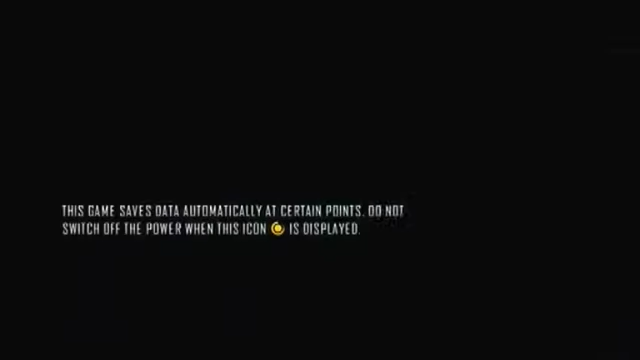 THIS GAME SAVES DATA AUTOMATICALLY AT CERTAIN POINTS. DO NOT
SWITCH OFF THE POWER WHEN THIS ICON IS DISPLAYED.